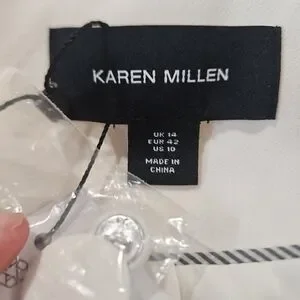 KAREN MILLEN
UK 14
EUR 42
US 10
MADE IN
CHINA